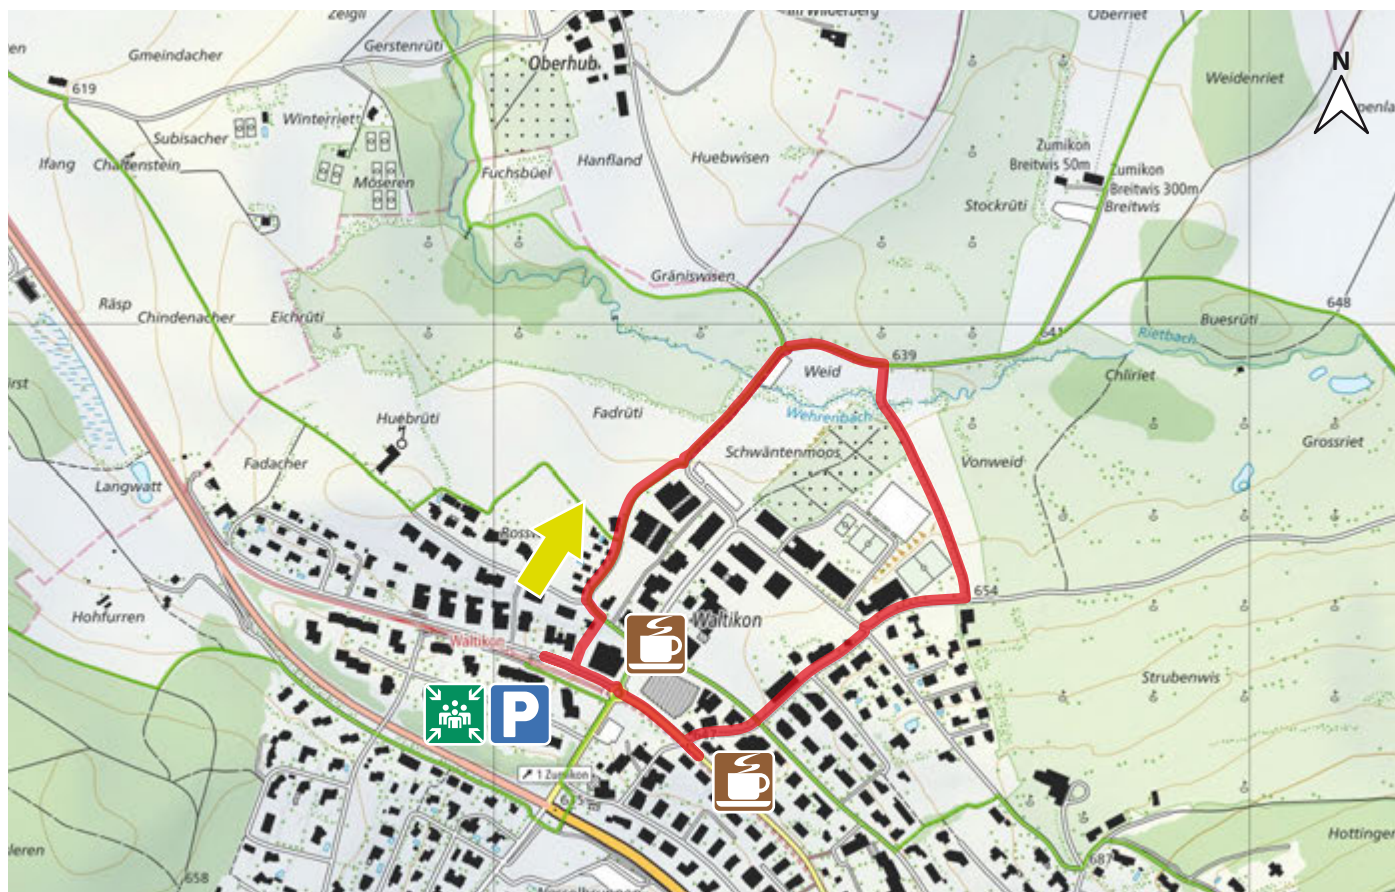 Zelgli
Im Wilderberg
Oberriet
Gerstenrüti
Gmeindacher
Oberhub
N
Weidenriet
619
Winterriet
Subisacher
Zumikon
Breitwis 50m
Huebwisen
Hanfland
Ifang
Chaltenstein
Fuchsbüel
Zumikon
Breitwis 300m
Moseren
Stockrüti
Breitwis
Gräniswisen
Räsp
Chindenacher
Eichrüti
648
Buesrüti
641
Rietbach
639
Weid
Chliriet
Huebrüti
Fadrüti
Wehrenbach
Grossriet
Schwäntenmoos
Fadacher
Vonweid
Langwatt
654
Hohfurren
Waltikon
Waltikon
Strubenwis
P
1 Zumikon
Hottinger
687
658